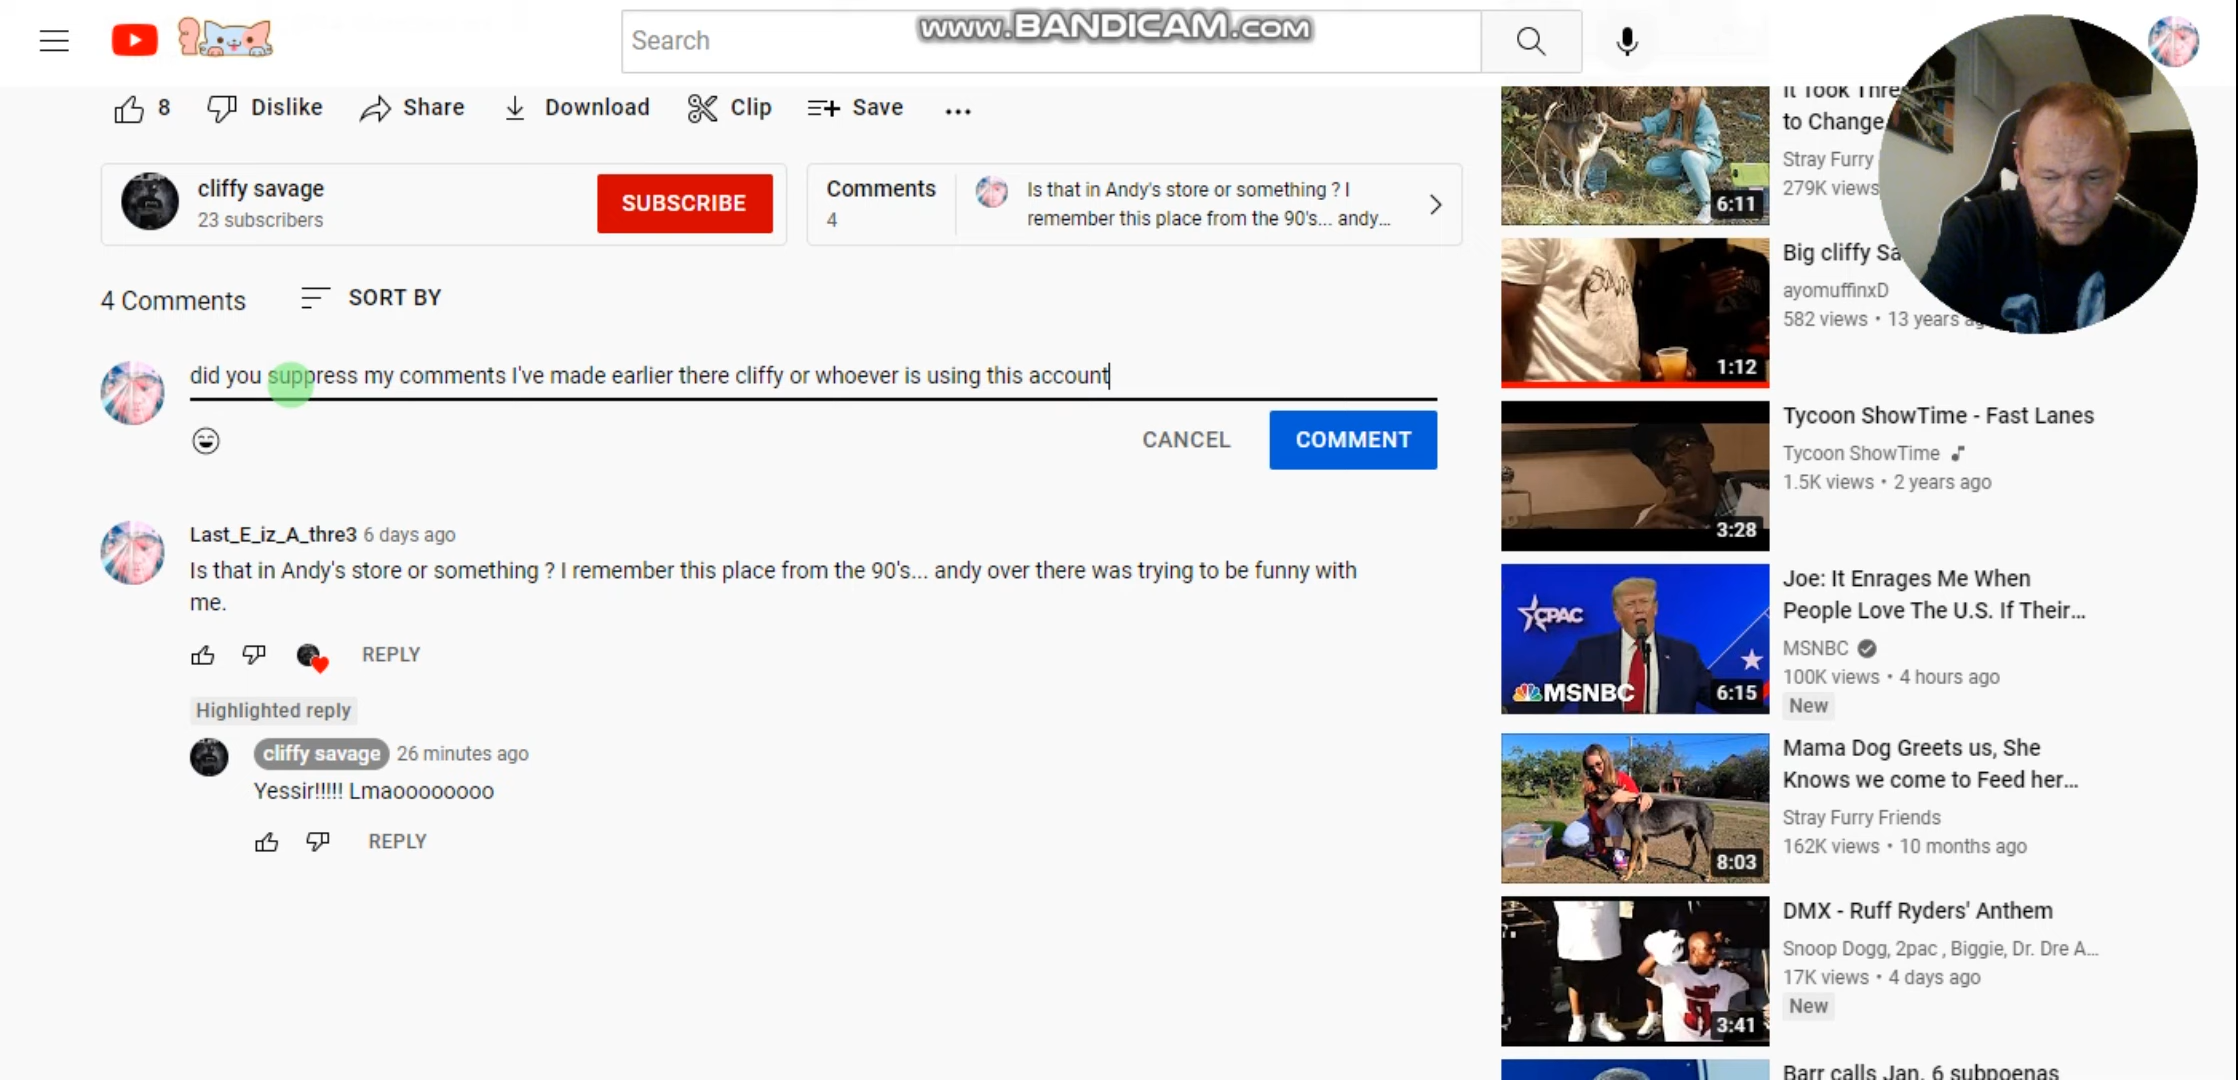 Search
www.BANDICAM.com
8
Dislike
Share
Download
Clip
Save
cliffy savage
23 subscribers
SUBSCRIBE
Comments
4
Is that in Andy's store or something ? I
remember this place from the 90's... andy...
4 Comments
SORT BY
did you suppress my comments I've made earlier there cliffy or whoever is using this account
CANCEL
COMMENT
Last_E_iz_A_thre3 6 days ago
Is that in Andy's store or something ? I remember this place from the 90's... andy over there was trying to be funny with
me.
REPLY
Highlighted reply
cliffy savage 26 minutes ago
Yessir!!!!! Lmaoooooooo
REPLY
It Took Thre
to Change
Stray Furry
279K views
6:11
Big cliffy Sa
ayomuffinxD
582 views • 13 years
1:12
Tycoon ShowTime - Fast Lanes
Tycoon ShowTime
1.5K views • 2 years ago
3:28
Joe: It Enrages Me When
People Love The U.S. If Their...
MSNBC
100K views • 4 hours ago
New
CPAC
MSNBC
6:15
Mama Dog Greets us, She
Knows we come to Feed her...
Stray Furry Friends
162K views • 10 months ago
8:03
DMX - Ruff Ryders' Anthem
Snoop Dogg, 2pac , Biggie, Dr. Dre A...
17K views • 4 days ago
New
3:41
Barr calls Jan. 6 subpoenas